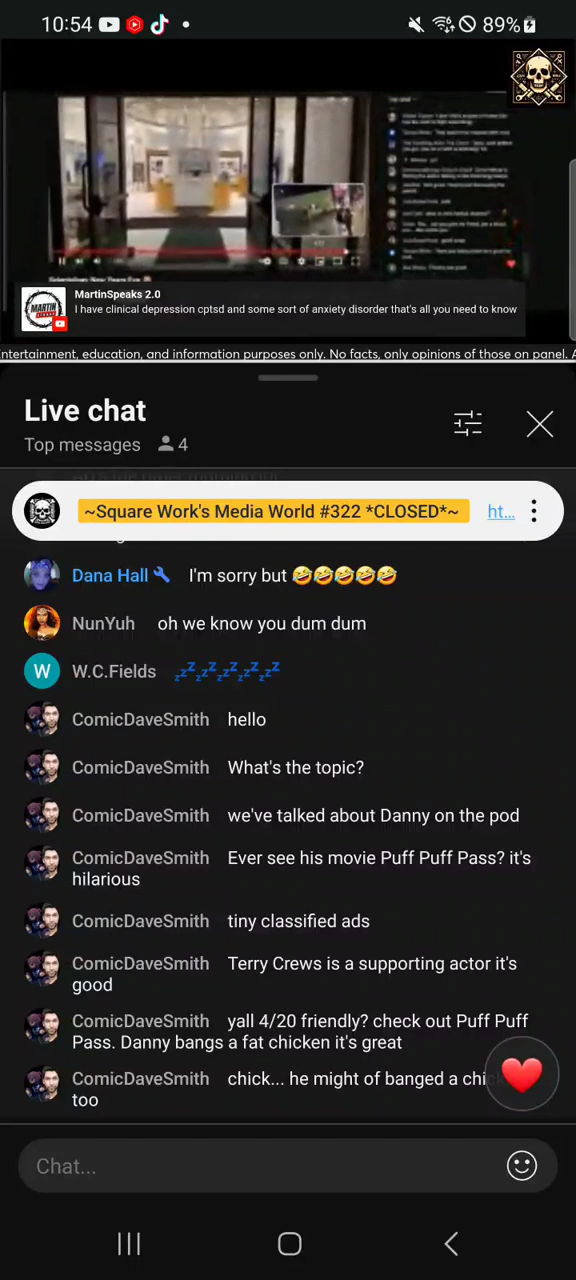 10:54
89%
MartinSpeaks 2.0
I have clinical depression cptsd and some sort of anxiety disorder that's all you need to know
ntertainment, education, and information purposes only. No facts, only opinions of those on panel. A
Live chat
Top messages 4
~Square Work's Media World #322 *CLOSED*~ ht...
Dana Hall I'm sorry but 🤣🤣🤣🤣🤣
NunYuh oh we know you dum dum
W
W.C.Fields 💤💤💤💤💤💤
ComicDaveSmith hello
ComicDaveSmith What's the topic?
ComicDaveSmith we've talked about Danny on the pod
ComicDaveSmith Ever see his movie Puff Puff Pass? it's
hilarious
ComicDaveSmith tiny classified ads
ComicDaveSmith Terry Crews is a supporting actor it's
good
ComicDaveSmith yall 4/20 friendly? check out Puff Puff
Pass. Danny bangs a fat chicken it's great
ComicDaveSmith chick... he might of banged a chi
too
Chat...